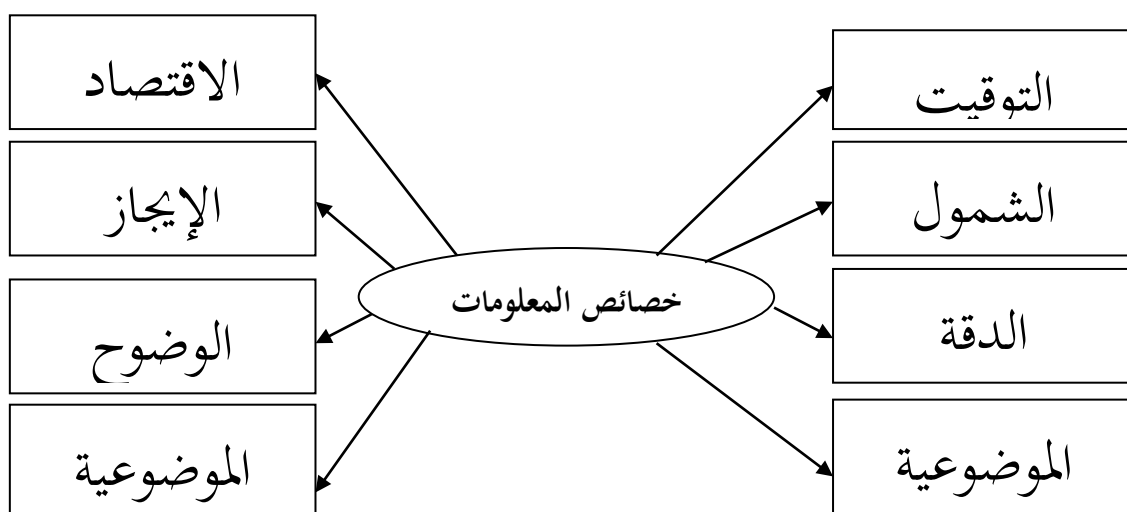 التوقيت
الاقتصاد
الشمول
الإيجاز
خصائص المعلومات
الدقة
الوضوح
الموضوعية
الموضوعية